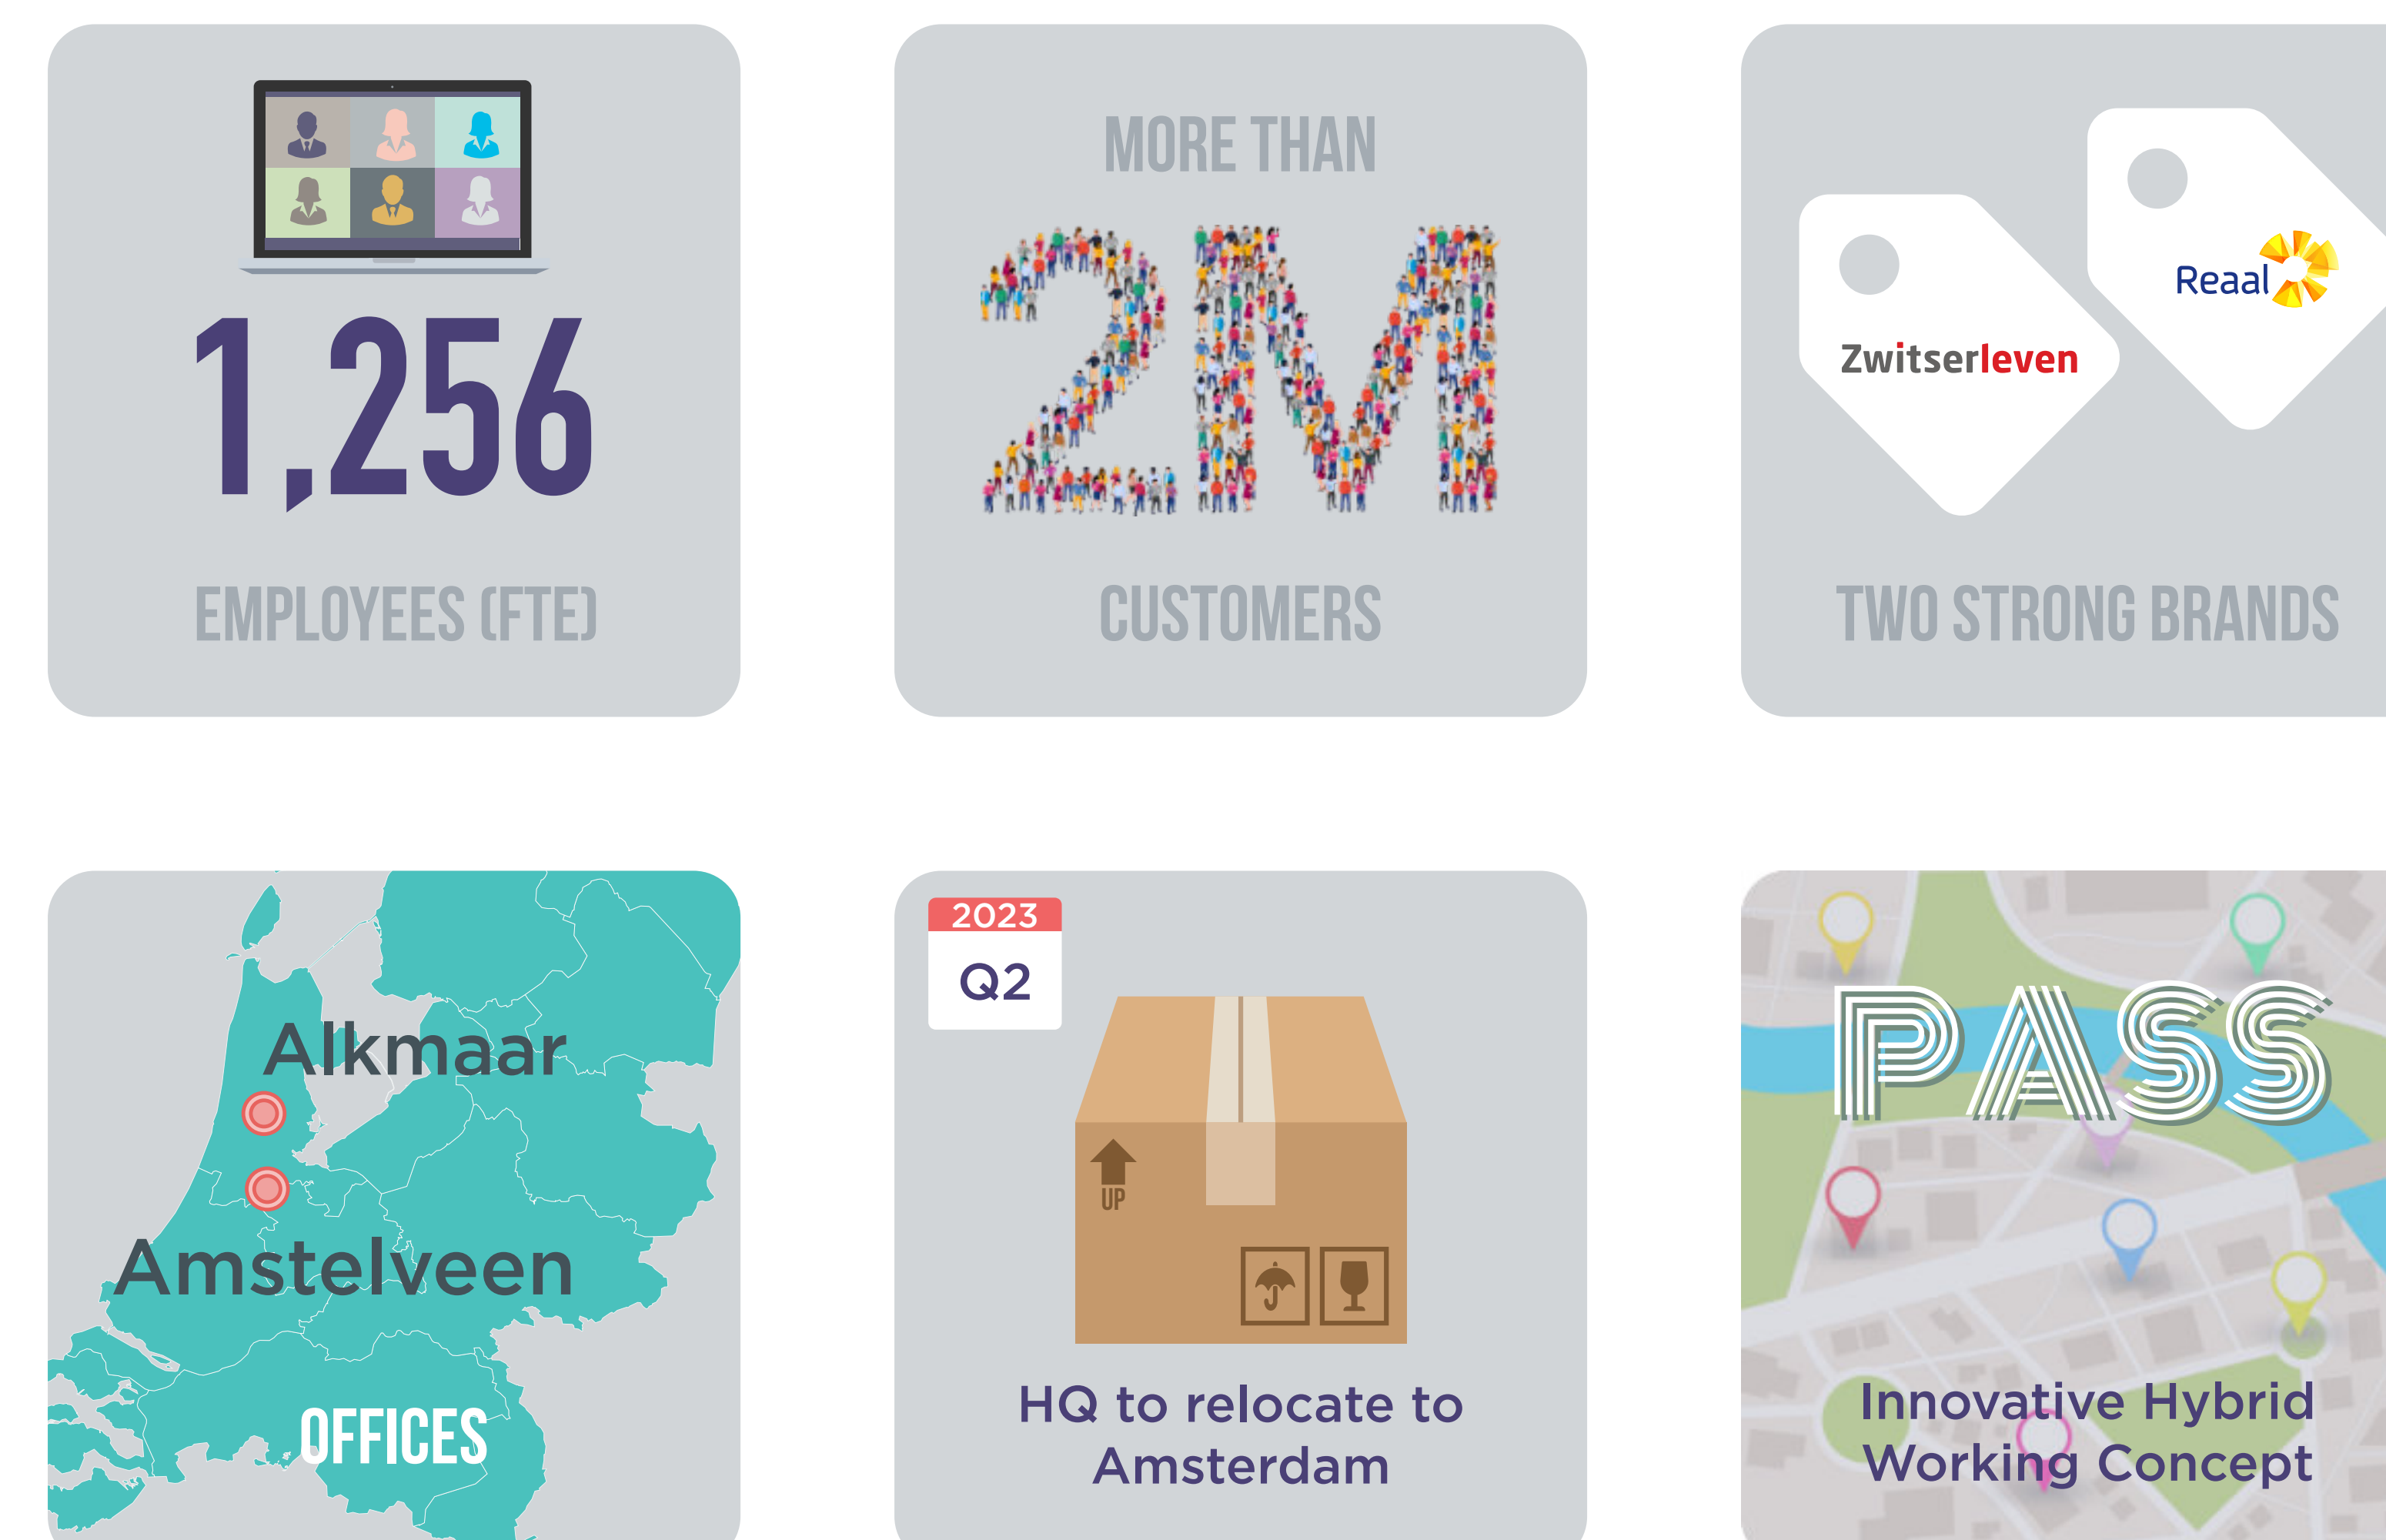 1,256
EMPLOYEES (FTE)
MORE THAN
2M
CUSTOMERS
Reaal
Zwitserleven
TWO STRONG BRANDS
Alkmaar
Amstelveen
OFFICES
2023
Q2
UP
HQ to relocate to
Amsterdam
PASS
Innovative Hybrid
Working Concept